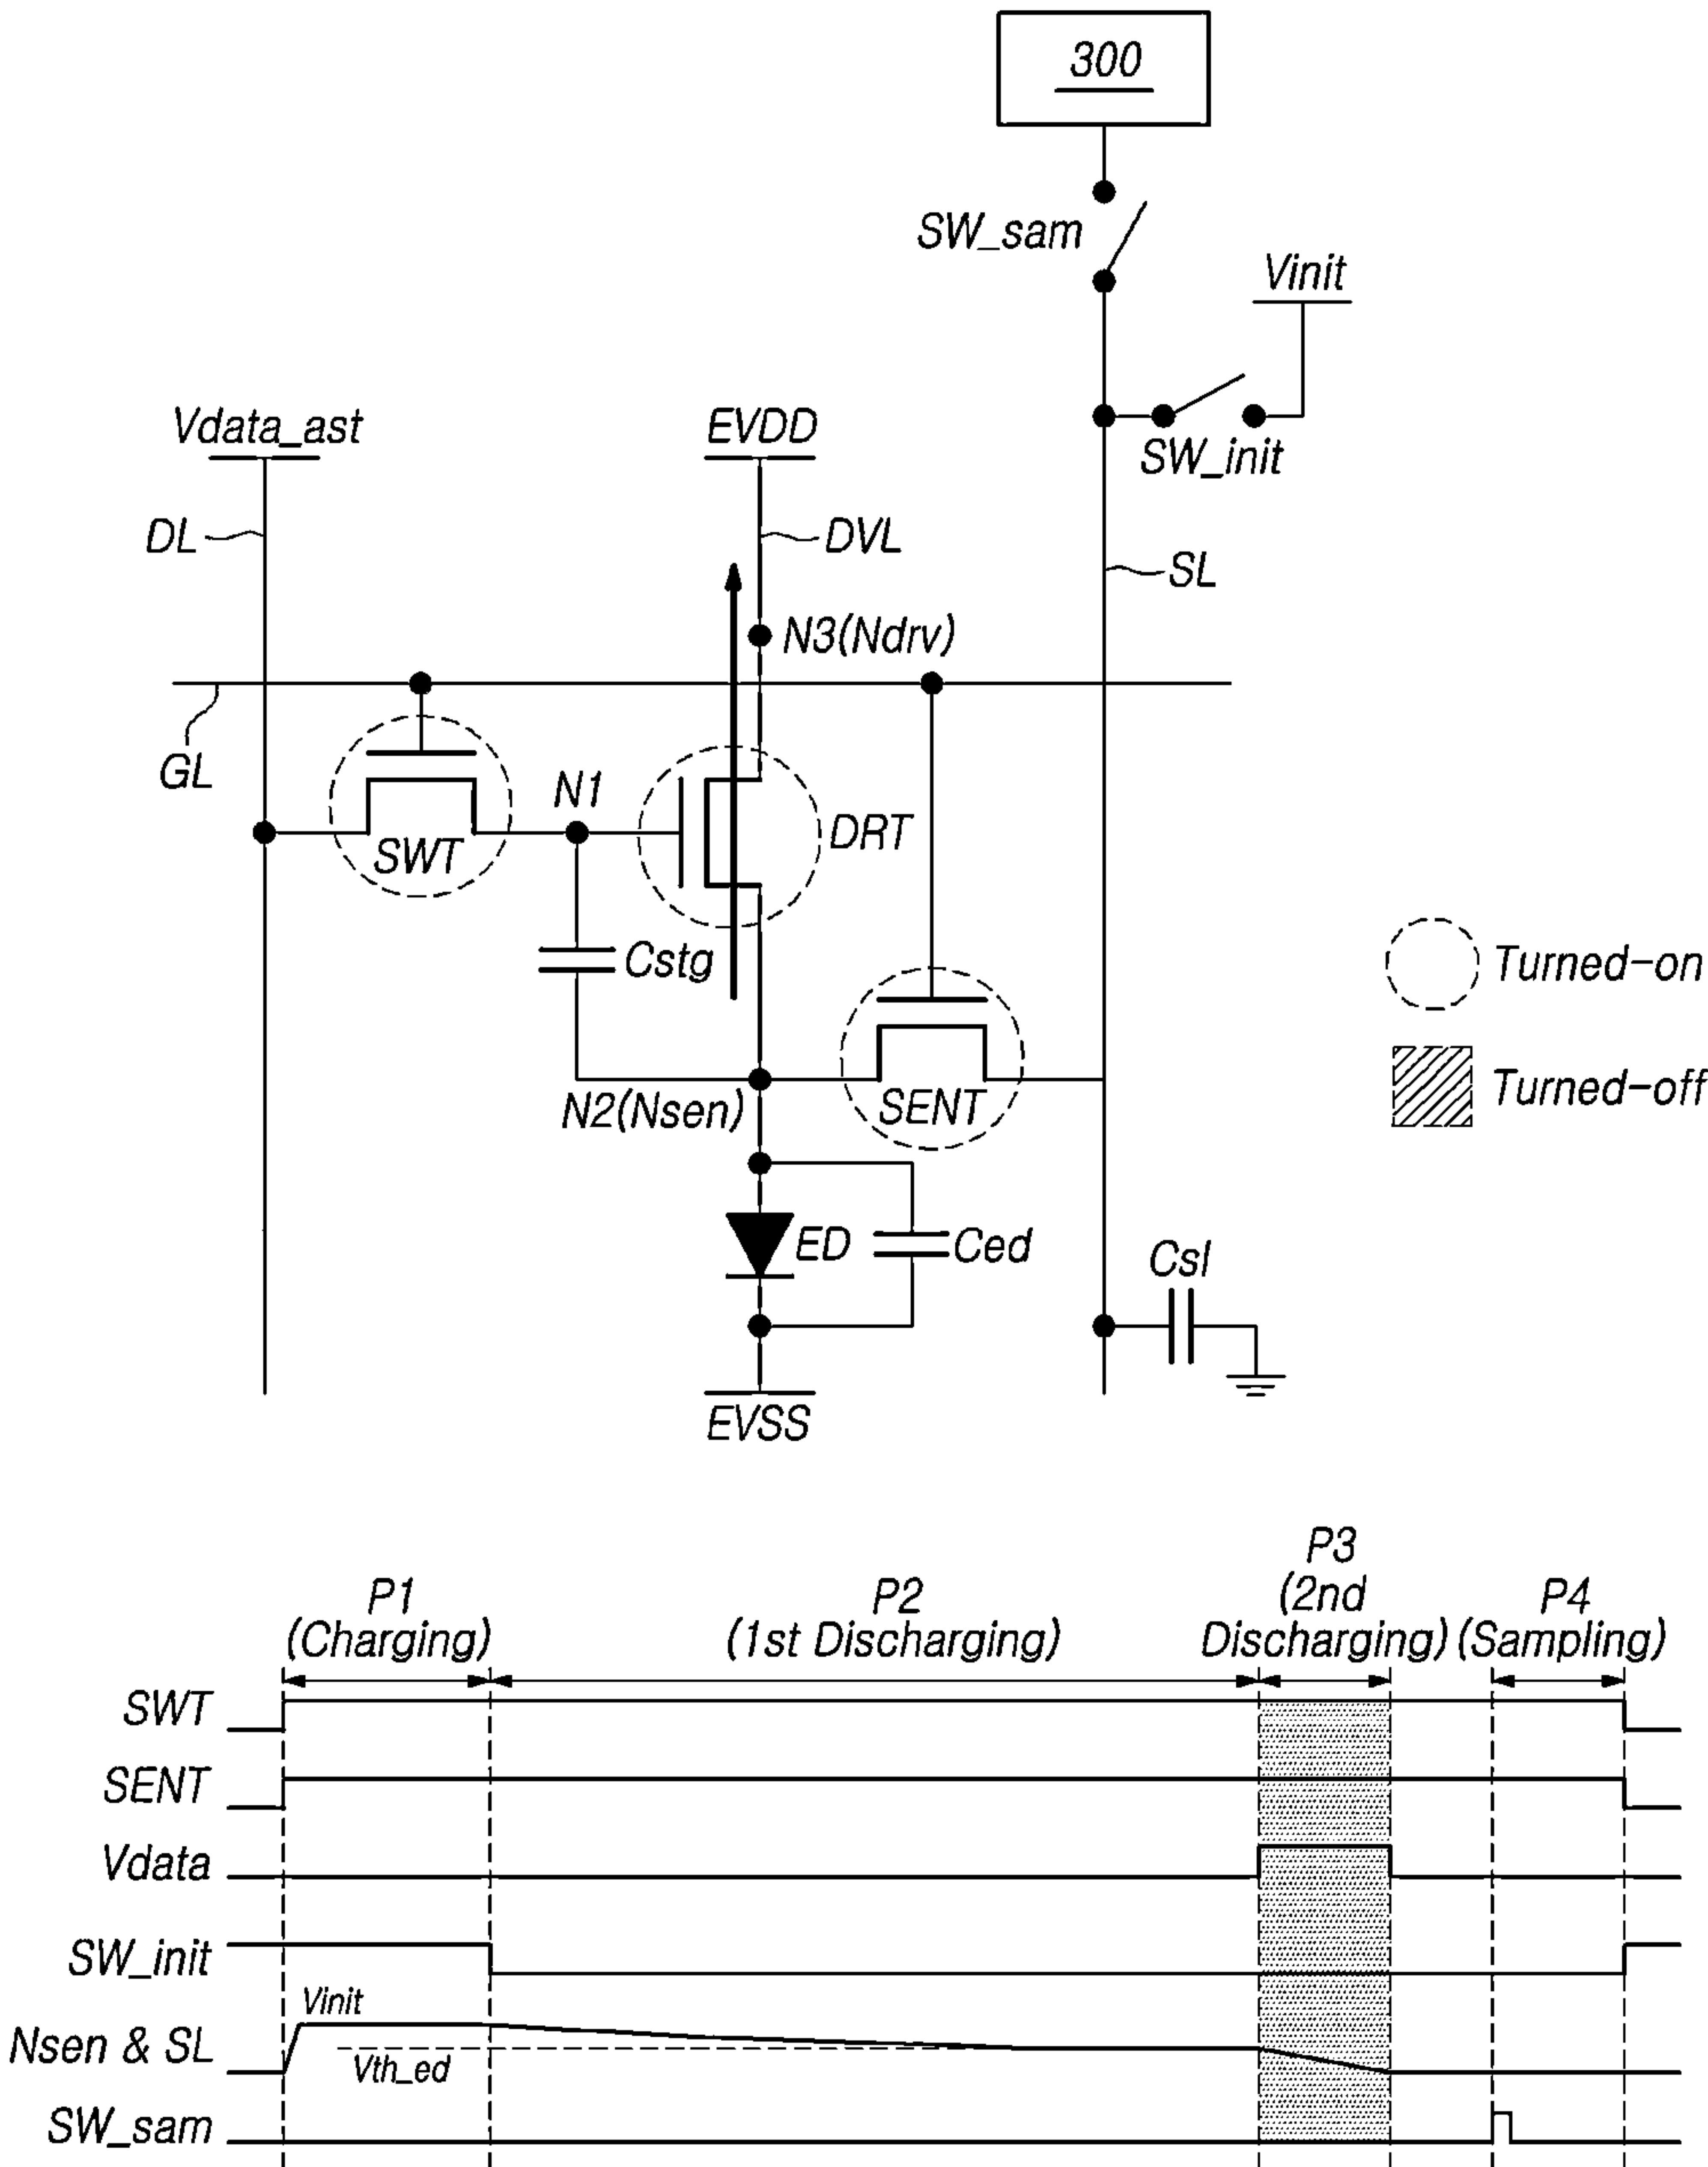 300
SW_sam
Vinit
SW_init
Vdata_ast
EVDD
DL
DVL
SL
N3(Ndrv)
GL
N1
DRT
SWT
Cstg
Turned-on
N2(Nsen)
SENT
Turned-off
ED
Ced
Csl
EVSS
P1
(Charging)
P2
(1st Discharging)
P3
(2nd
Discharging)
P4
(Sampling)
SWT
SENT
Vdata
SW_init
Vinit
Nsen & SL
Vth_ed
SW_sam